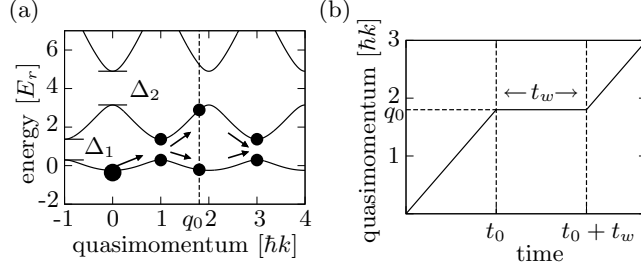 (a)
energy [E_r]
6
4
2
0
-2
Δ_2
Δ_1
-1
0
1
q_0
2
3
4
quasimomentum [ħk]
(b)
quasimomentum [ħk]
3
2
q_0
1
← t_w →
t_0
t_0 + t_w
time